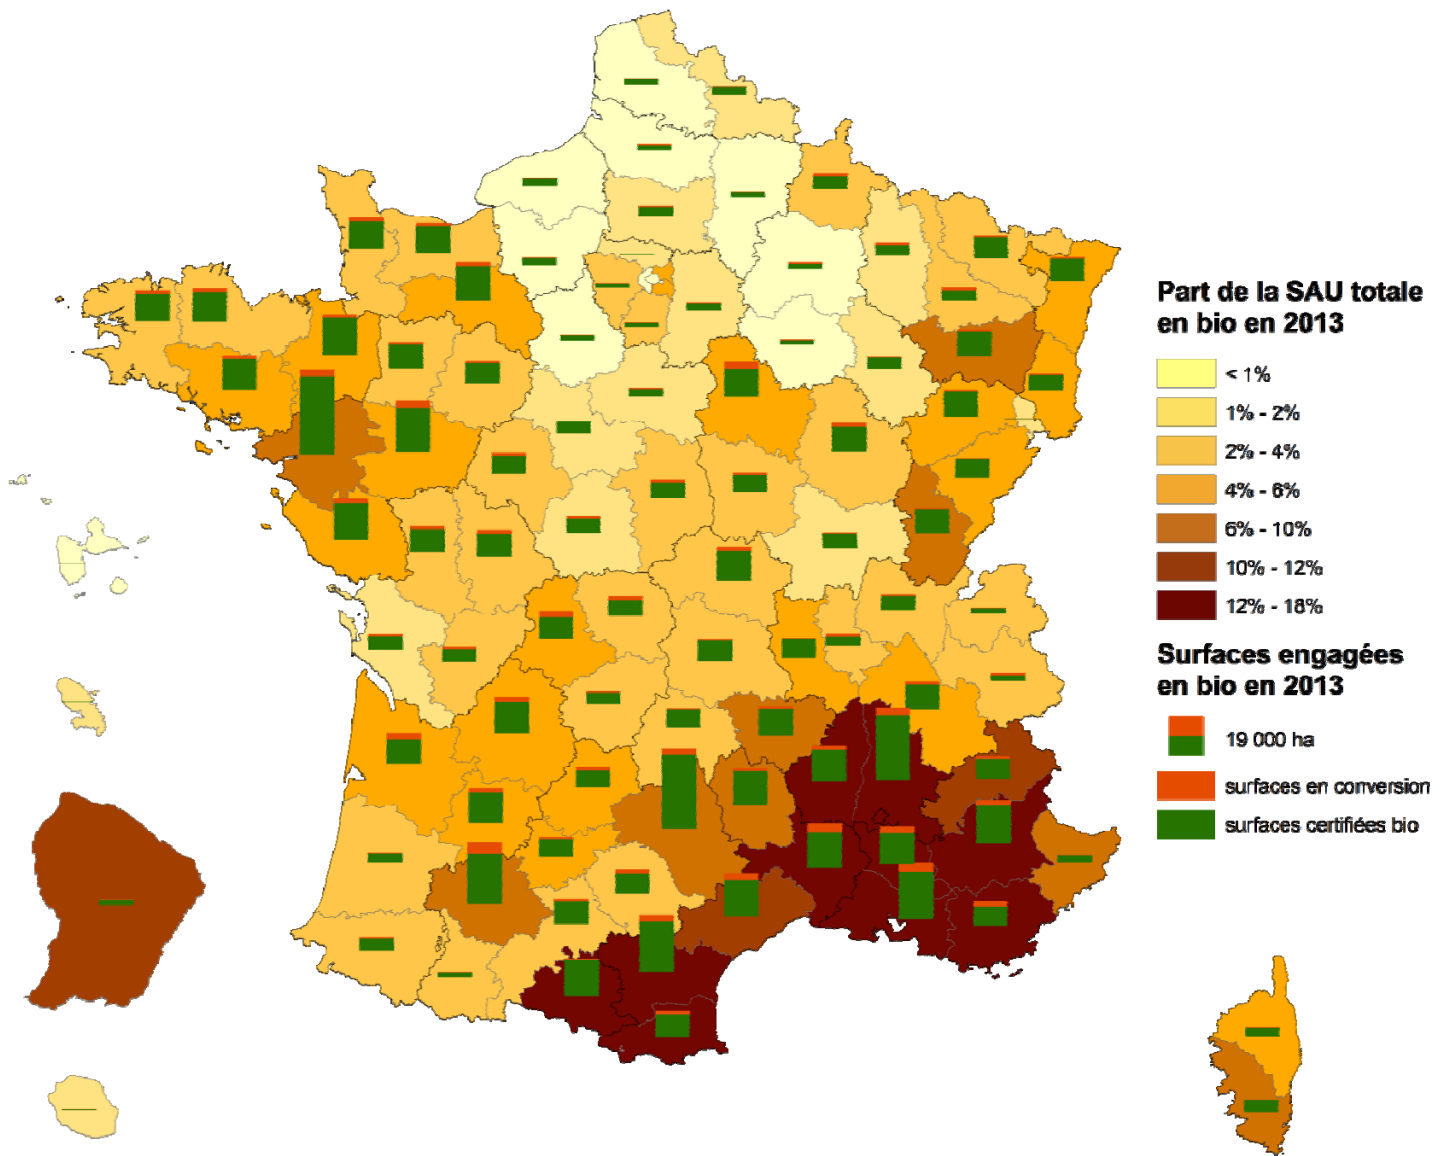 Part de la SAU totale
en bio en 2013
< 1%
1% - 2%
2% - 4%
4% - 6%
6% - 10%
10% - 12%
12% - 18%
Surfaces engagées
en bio en 2013
19 000 ha
surfaces en conversion
surfaces certifiées bio